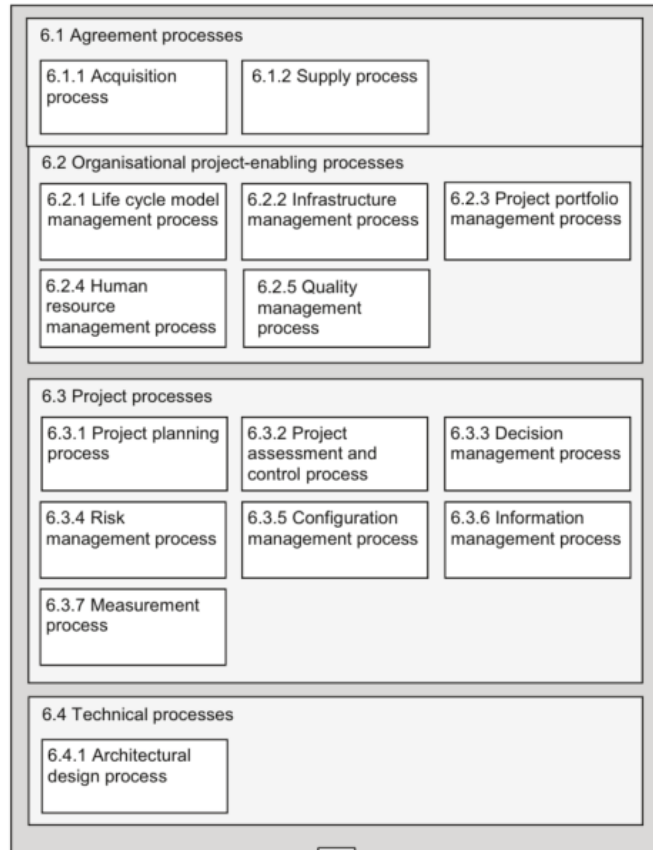 6.1 Agreement processes
6.1.1 Acquisition
process
6.1.2 Supply process
6.2 Organisational project-enabling processes
6.2.1 Life cycle model
management process
6.2.2 Infrastructure
management process
6.2.3 Project portfolio
management process
6.2.4 Human
resource
management process
6.2.5 Quality
management
process
6.3 Project processes
6.3.1 Project planning
process
6.3.2 Project
assessment and
control process
6.3.3 Decision
management process
6.3.4 Risk
management process
6.3.5 Configuration
management process
6.3.6 Information
management process
6.3.7 Measurement
process
6.4 Technical processes
6.4.1 Architectural
design process